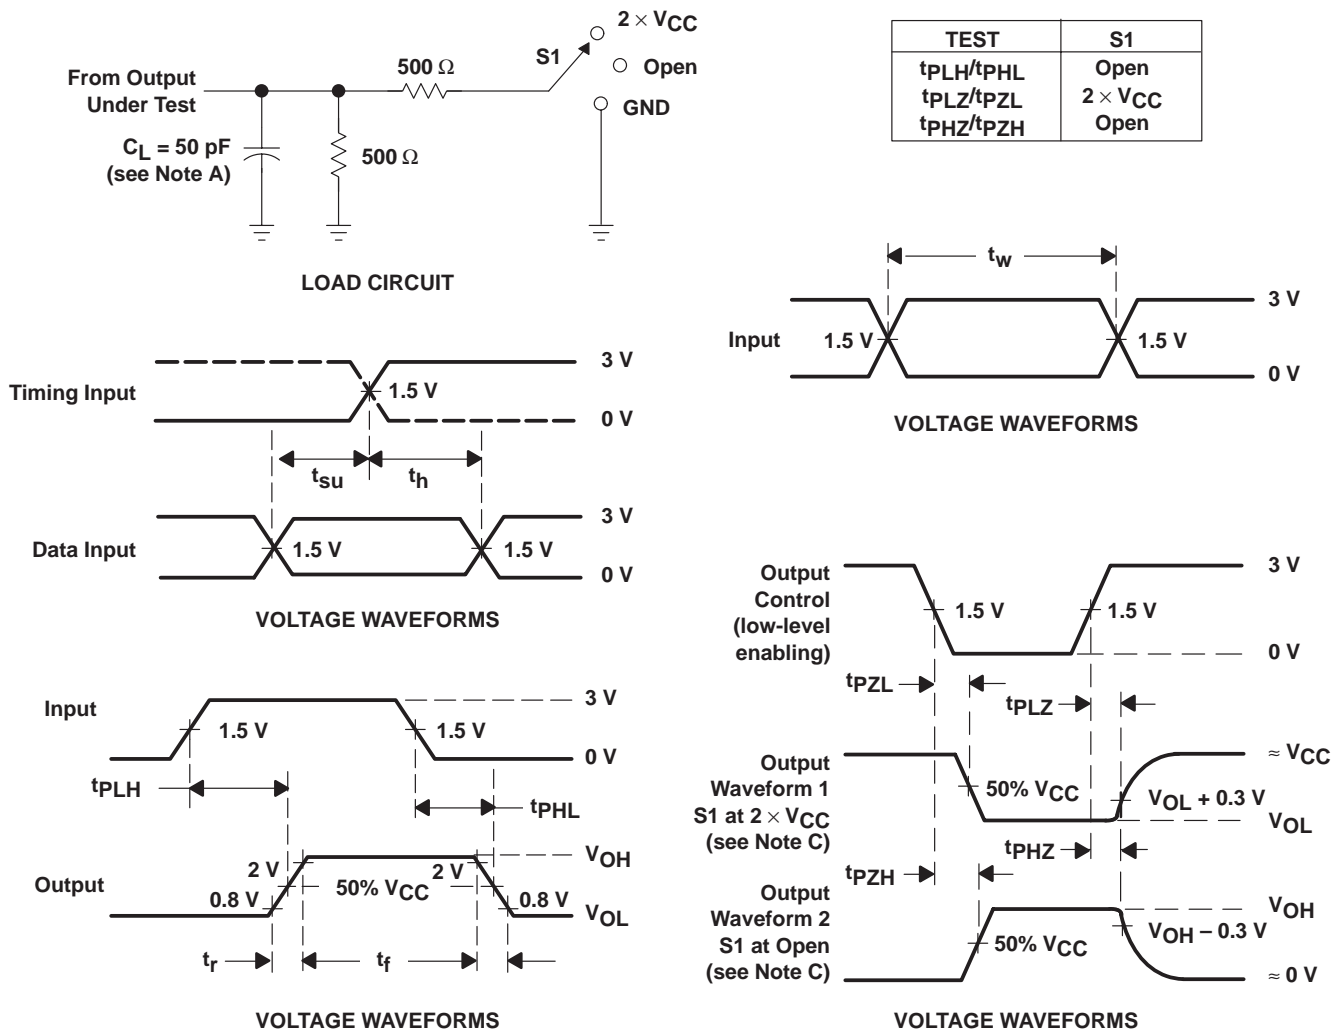 2 × VCC
S1
Open
GND
500 Ω
From Output
Under Test
CL = 50 pF
(see Note A)
500 Ω
LOAD CIRCUIT
TEST S1
tPLH/tPHL Open
tPLZ/tPZL 2 × VCC
tPHZ/tPZH Open
tw
3 V
Input 1.5 V 1.5 V
0 V
VOLTAGE WAVEFORMS
3 V
Timing Input 1.5 V
0 V
tsu th
3 V
Data Input 1.5 V 1.5 V
0 V
VOLTAGE WAVEFORMS
3 V
Input 1.5 V 1.5 V
0 V
tPLH tPHL
VOH
2 V 2 V
Output 50% VCC
0.8 V 0.8 V
VOL
tr tf
VOLTAGE WAVEFORMS
Output
Control
(low-level
enabling)
3 V
1.5 V 1.5 V
0 V
tPZL tPLZ
Output
Waveform 1
S1 at 2 × VCC
(see Note C)
≈ VCC
50% VCC VOL + 0.3 V
VOL
tPHZ
tPZH
Output
Waveform 2
S1 at Open
(see Note C)
VOH
VOH – 0.3 V
50% VCC
≈ 0 V
VOLTAGE WAVEFORMS